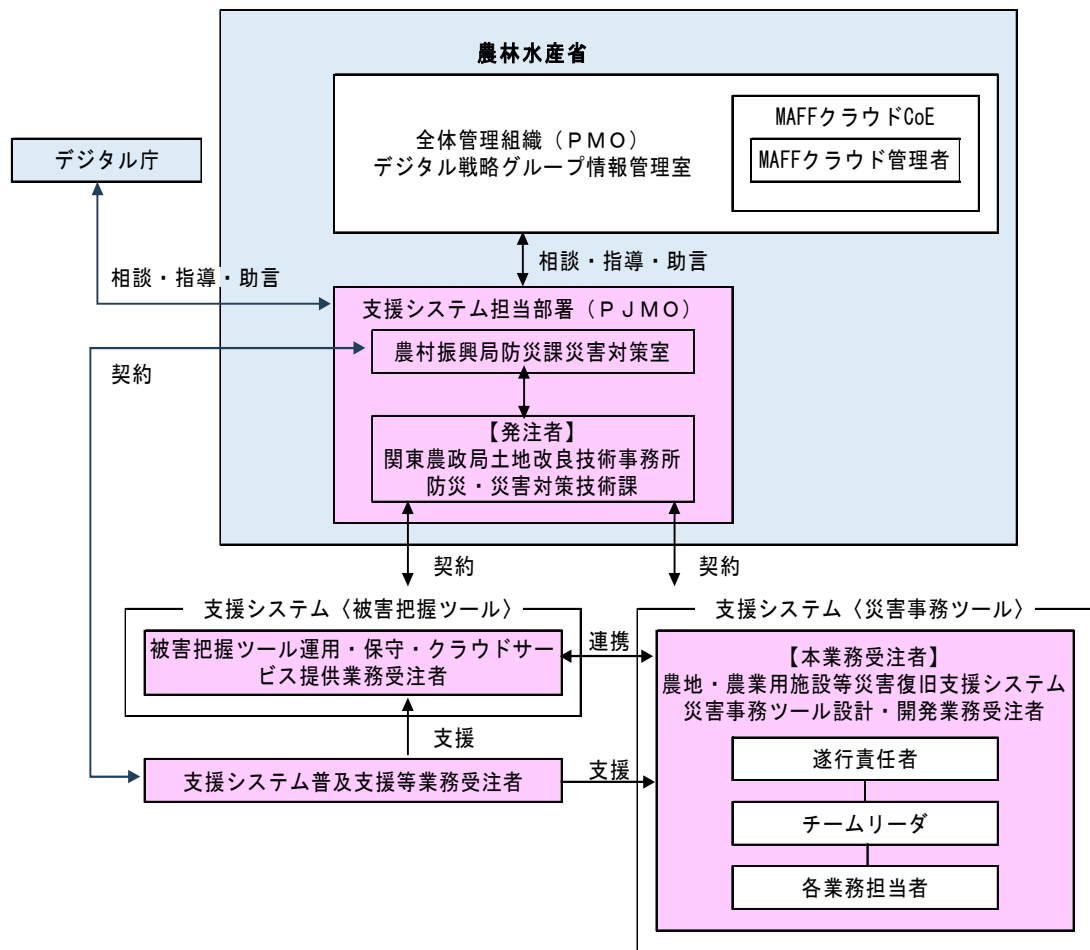 農林水産省
全体管理組織（ＰＭＯ）
デジタル戦略グループ情報管理室
MAFFクラウドCoE
MAFFクラウド管理者
デジタル庁
相談・指導・助言
相談・指導・助言
支援システム担当部署（ＰＪＭＯ）
農村振興局防災課災害対策室
契約
【発注者】
関東農政局土地改良技術事務所
防災・災害対策技術課
契約
契約
支援システム〈被害把握ツール〉
被害把握ツール運用・保守・クラウドサー
ビス提供業務受注者
連携
支援システム〈災害事務ツール〉
【本業務受注者】
農地・農業用施設等災害復旧支援システム
災害事務ツール設計・開発業務受注者
支援
支援システム普及支援等業務受注者
支援
遂行責任者
チームリーダ
各業務担当者